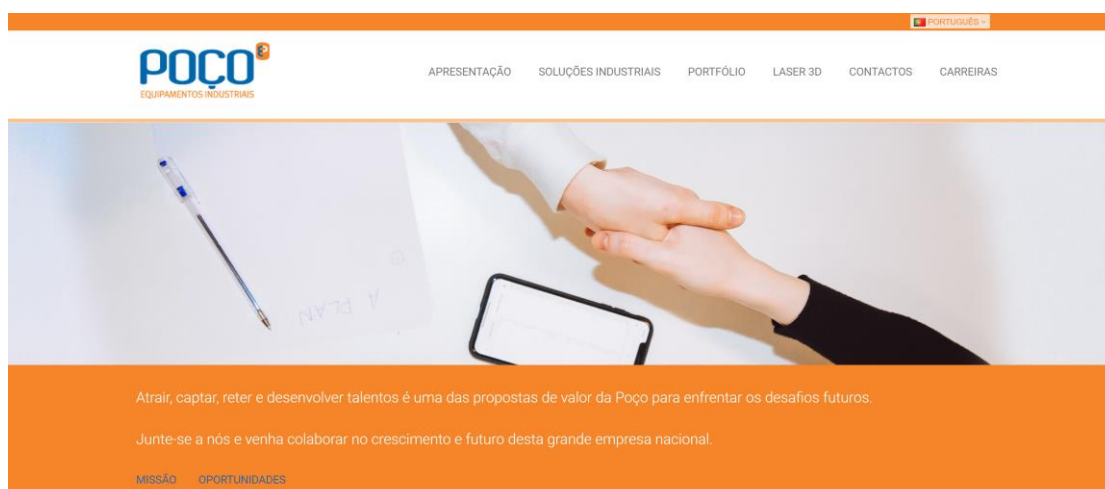 PORTUGUÊS
POÇO
EQUIPAMENTOS INDUSTRIAIS
APRESENTAÇÃO SOLUÇÕES INDUSTRIAIS PORTFÓLIO LASER 3D CONTACTOS CARREIRAS
A PLAN
Atrair, captar, reter e desenvolver talentos é uma das propostas de valor da Poço para enfrentar os desafios futuros.
Junte-se a nós e venha colaborar no crescimento e futuro desta grande empresa nacional.
MISSÃO OPORTUNIDADES